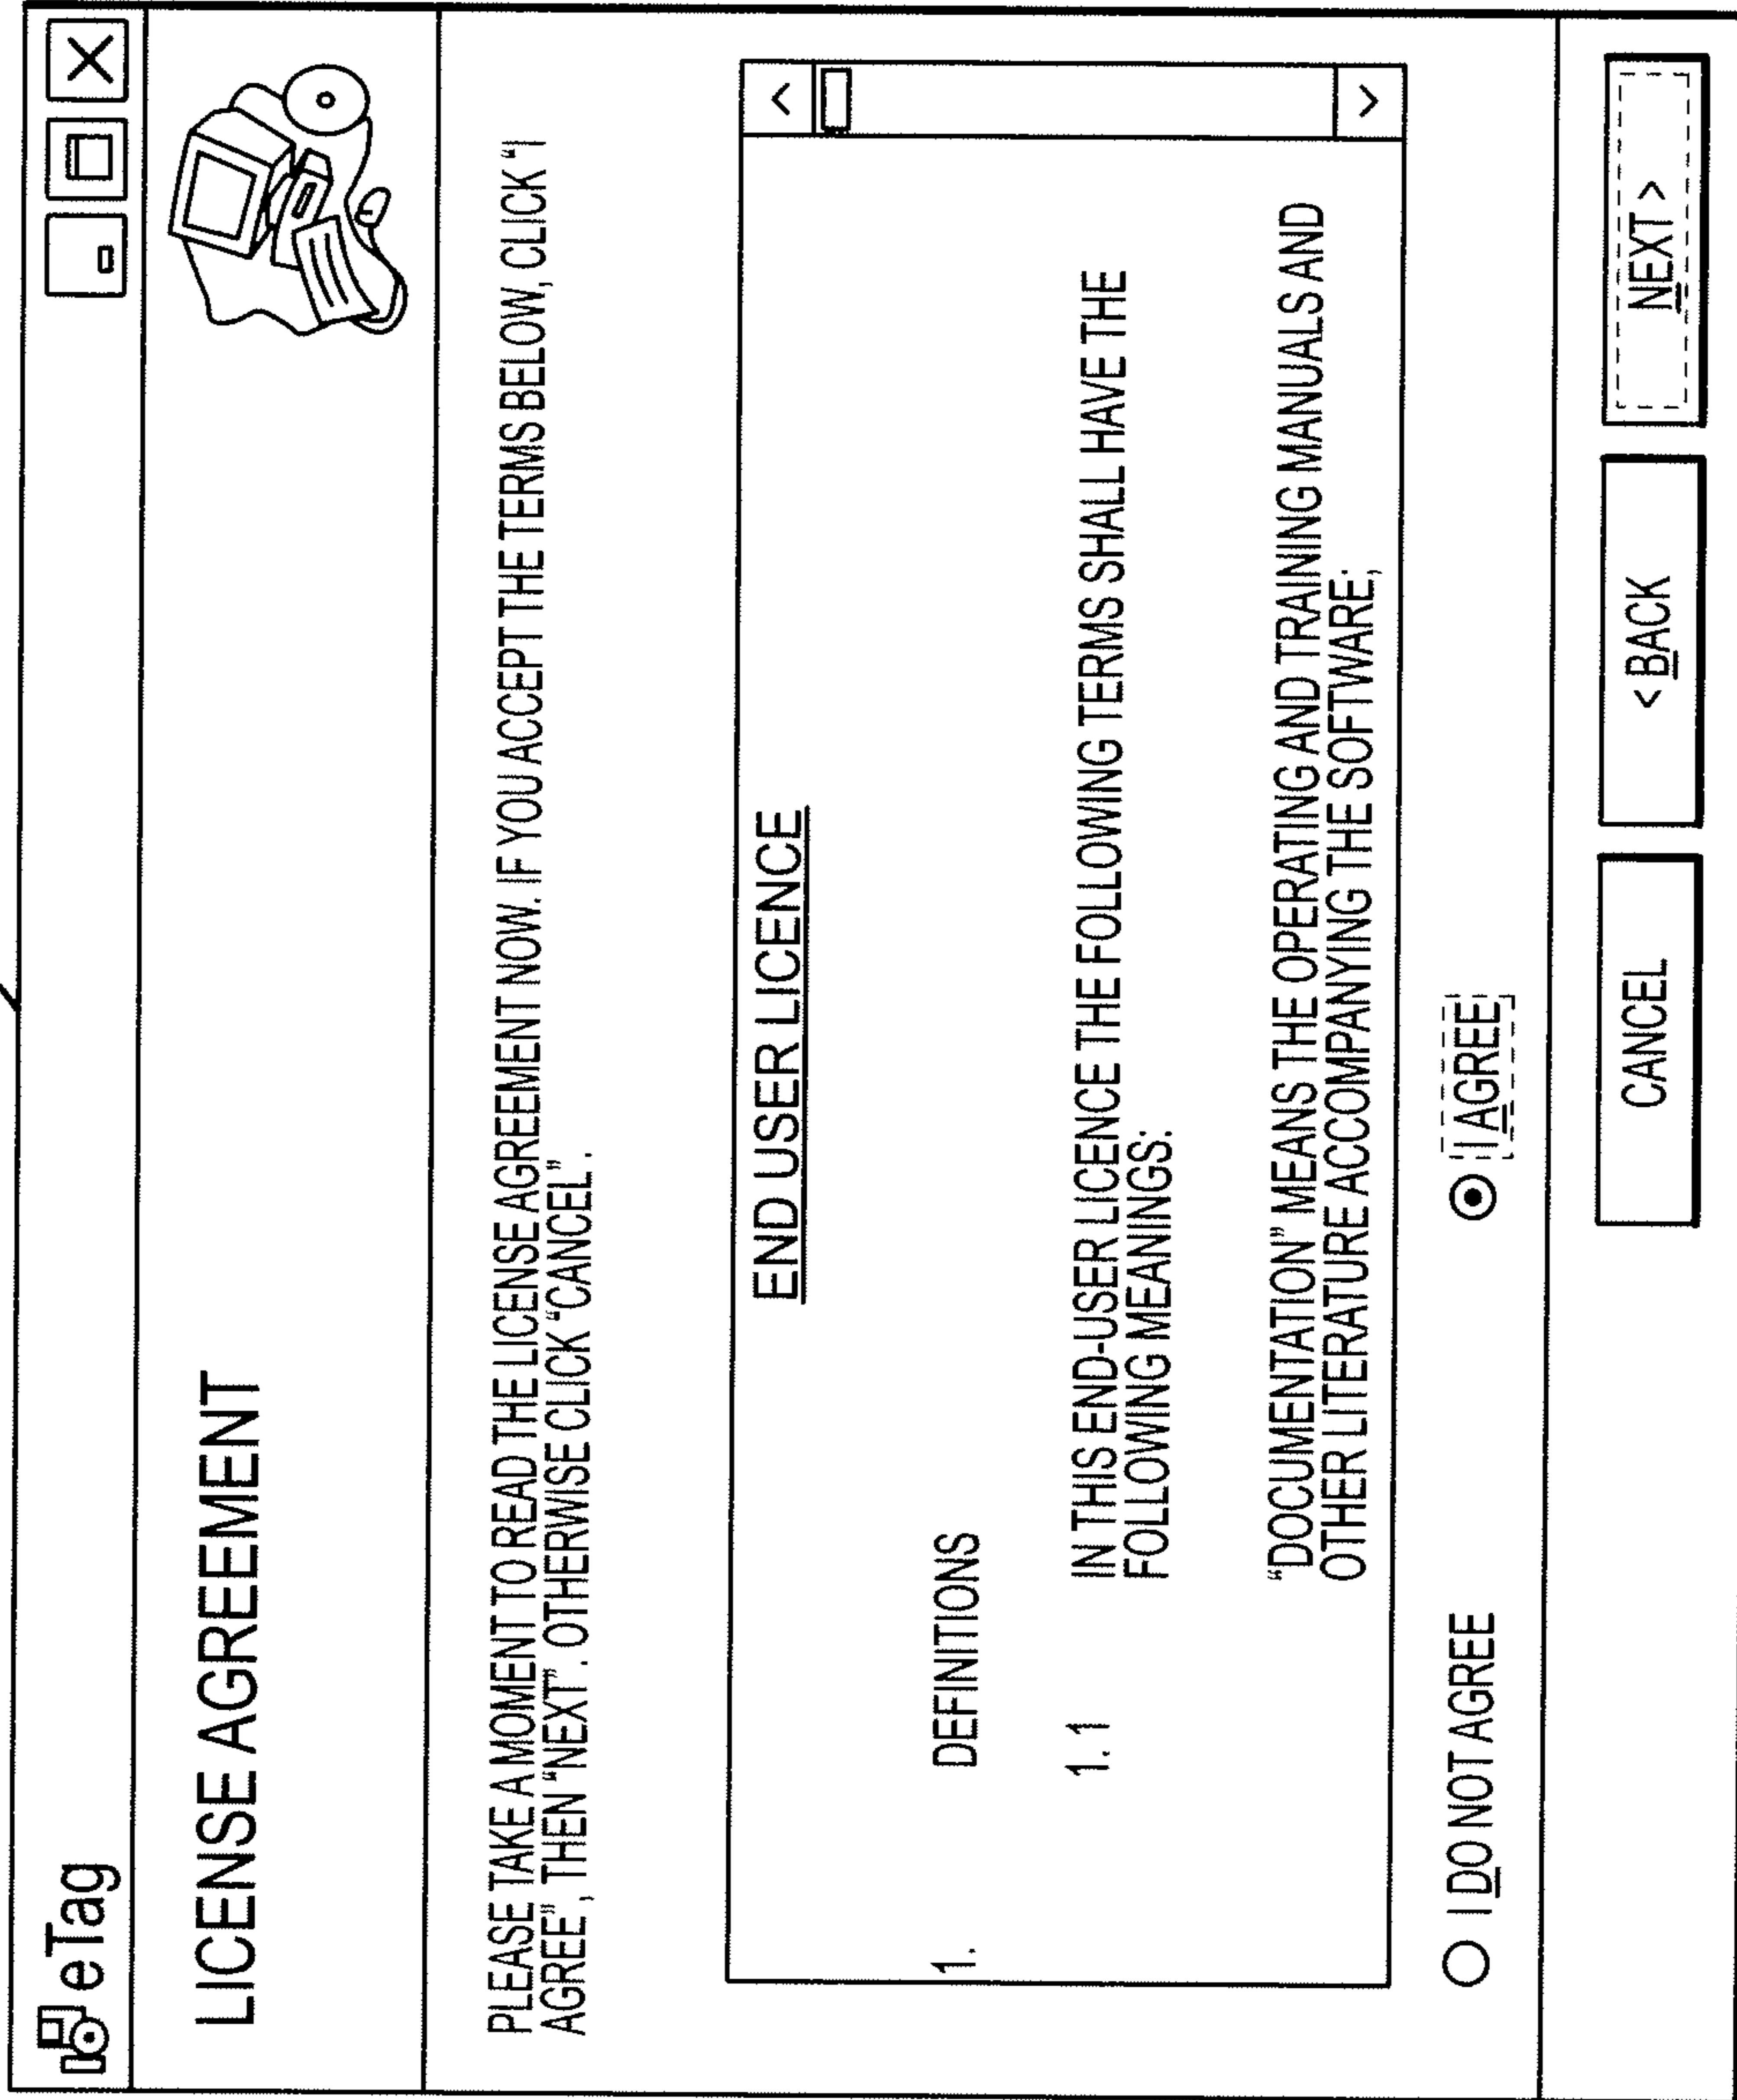 eTag
LICENSE AGREEMENT
PLEASE TAKE A MOMENT TO READ THE LICENSE AGREEMENT NOW. IF YOU ACCEPT THE TERMS BELOW, CLICK “I
AGREE”, THEN “NEXT”. OTHERWISE CLICK “CANCEL”.
END USER LICENCE
1. DEFINITIONS
1.1 IN THIS END-USER LICENCE THE FOLLOWING TERMS SHALL HAVE THE
FOLLOWING MEANINGS:
“DOCUMENTATION” MEANS THE OPERATING AND TRAINING MANUALS AND
OTHER LITERATURE ACCOMPANYING THE SOFTWARE;
I DO NOT AGREE I AGREE
CANCEL < BACK NEXT >